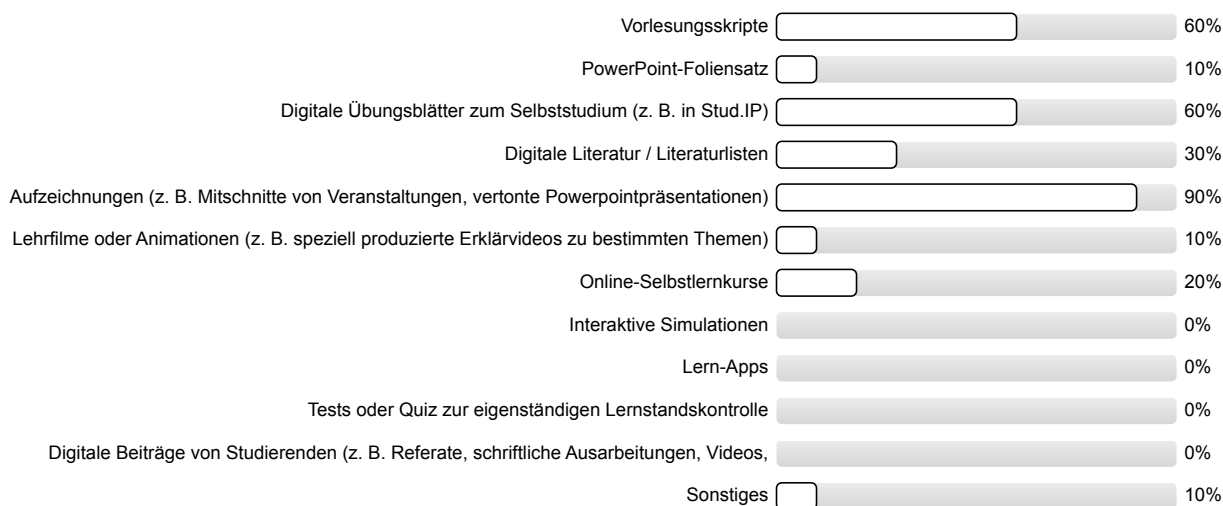 Vorlesungsskripte 60%
PowerPoint-Foliensatz 10%
Digitale Übungsblätter zum Selbststudium (z. B. in Stud.IP) 60%
Digitale Literatur / Literaturlisten 30%
Aufzeichnungen (z. B. Mitschnitte von Veranstaltungen, vertonte Powerpointpräsentationen) 90%
Lehrfilme oder Animationen (z. B. speziell produzierte Erklärvideos zu bestimmten Themen) 10%
Online-Selbstlernkurse 20%
Interaktive Simulationen 0%
Lern-Apps 0%
Tests oder Quiz zur eigenständigen Lernstandskontrolle 0%
Digitale Beiträge von Studierenden (z. B. Referate, schriftliche Ausarbeitungen, Videos, 0%
Sonstiges 10%